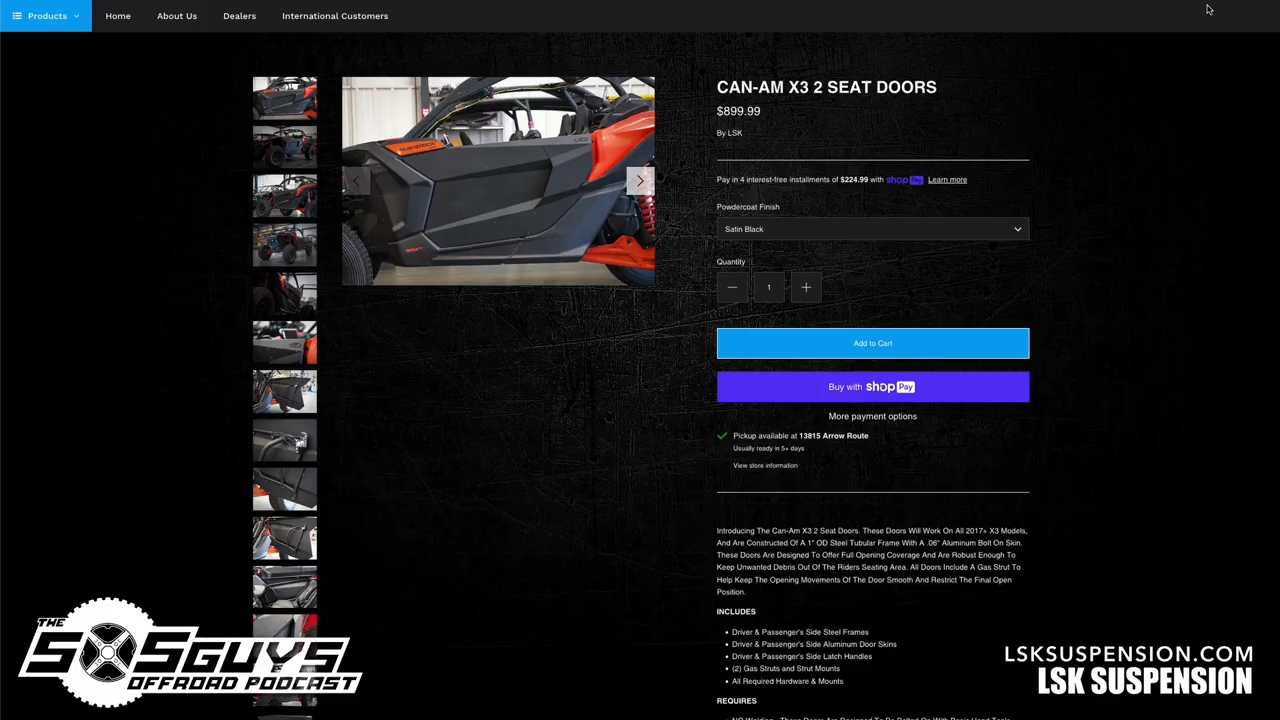 Products
Home
About Us
Dealers
International Customers
CAN-AM X3 2 SEAT DOORS
$899.99
By LSK
Pay in 4 interest-free installments of $224.99 with shop Pay Learn more
Powdercoat Finish
Satin Black
Quantity
1
Add to Cart
Buy with shop Pay
More payment options
Pickup available at 13815 Arrow Route
Usually ready in 5+ days
View store information
Introducing The Can-Am X3 2 Seat Doors. These Doors Will Work On All 2017+ X3 Models,
And Are Constructed Of A 1" OD Steel Tubular Frame With A .06" Aluminum Bolt On Skin.
These Doors Are Designed To Offer Full Opening Coverage And Are Robust Enough To
Keep Unwanted Debris Out Of The Riders Seating Area. All Doors Include A Gas Strut To
Help Keep The Opening Movements Of The Door Smooth And Restrict The Final Open
Position.
INCLUDES
Driver & Passenger's Side Steel Frames
Driver & Passenger's Side Aluminum Door Skins
Driver & Passenger's Side Latch Handles
(2) Gas Struts and Strut Mounts
All Required Hardware & Mounts
REQUIRES
MAVERICK
THE
SXSGUYS
OFFROAD PODCAST
LSKSUSPENSION.COM
LSK SUSPENSION